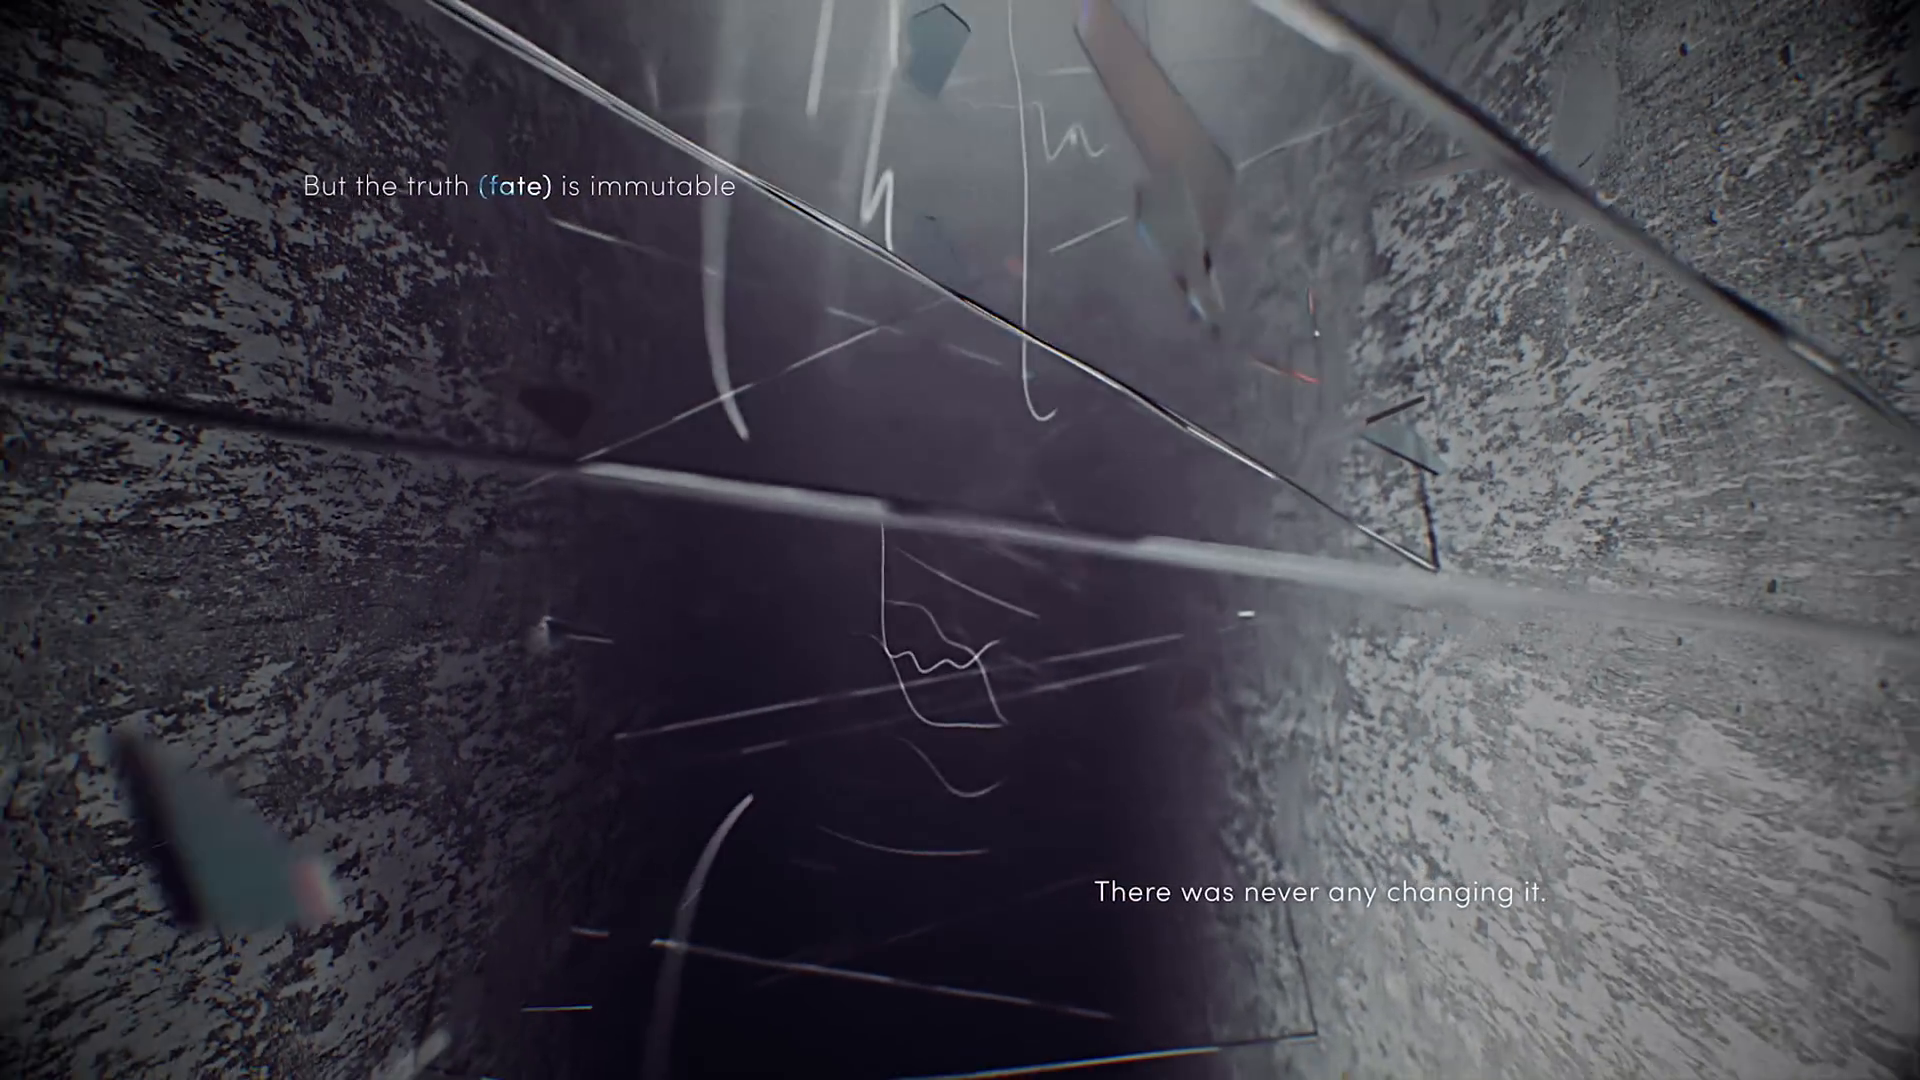 But the truth (fate) is immutable
There was never any changing it.